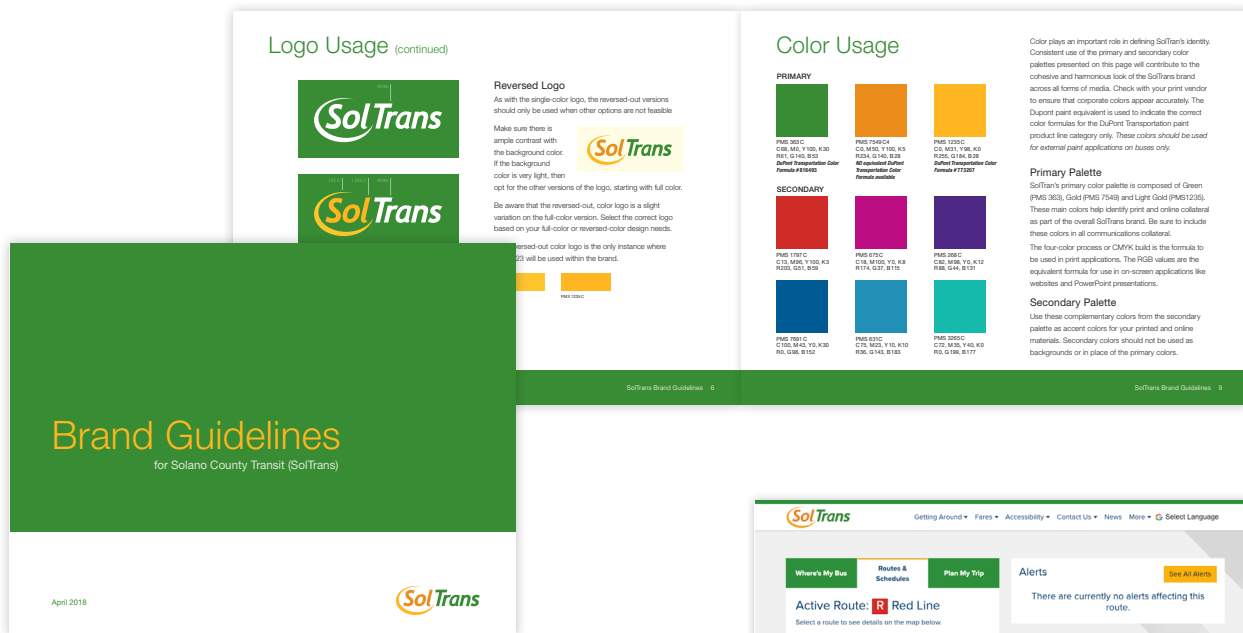 Logo Usage (continued)
White
SolTrans
White
SolTrans
Reversed Logo
As with the single-color logo, the reversed-out versions
should only be used when other options are not feasible
Make sure there is
ample contrast with
the background color.
If the background
color is very light, then
opt for the other versions of the logo, starting with full color.
SolTrans
Be aware that the reversed-out, color logo is a slight
variation on the full-color version. Select the correct logo
based on your full-color or reversed-color design needs.
ersed-out color logo is the only instance where
23 will be used within the brand.
PMS 1235 C
SolTrans Brand Guidelines 6
Color Usage
PRIMARY
PMS 363 C
C68, M0, Y100, K30
R61, G140, B53
DuPont Transportation Color
Formula #816493
PMS 7549 C4
C0, M50, Y100, K5
R234, G140, B28
NO equivalent DuPont
Transportation Color
Formula available
PMS 1235 C
C0, M31, Y98, K0
R255, G184, B28
DuPont Transportation Color
Formula #773207
SECONDARY
PMS 1797 C
C13, M96, Y100, K3
R203, G51, B59
PMS 675 C
C18, M100, Y0, K8
R174, G37, B115
PMS 268 C
C82, M98, Y0, K12
R88, G44, B131
PMS 7691 C
C100, M43, Y0, K30
R0, G98, B152
PMS 631 C
C75, M23, Y10, K10
R36, G143, B183
PMS 3265 C
C72, M35, Y40, K0
R0, G199, B177
Color plays an important role in defining SolTran's identity.
Consistent use of the primary and secondary color
palettes presented on this page will contribute to the
cohesive and harmonious look of the SolTrans brand
across all forms of media. Check with your print vendor
to ensure that corporate colors appear accurately. The
Dupont paint equivalent is used to indicate the correct
color formulas for the DuPont Transportation paint
product line category only. These colors should be used
for external paint applications on buses only.
Primary Palette
SolTran's primary color palette is composed of Green
(PMS 363), Gold (PMS 7549) and Light Gold (PMS1235).
These main colors help identify print and online collateral
as part of the overall SolTrans brand. Be sure to include
these colors in all communications collateral.
The four-color process or CMYK build is the formula to
be used in print applications. The RGB values are the
equivalent formula for use in on-screen applications like
websites and PowerPoint presentations.
Secondary Palette
Use these complementary colors from the secondary
palette as accent colors for your printed and online
materials. Secondary colors should not be used as
backgrounds or in place of the primary colors.
SolTrans Brand Guidelines 9
Brand Guidelines
for Solano County Transit (SolTrans)
April 2018
SolTrans
SolTrans
Getting Around Fares Accessibility Contact Us News More Select Language
Where's My Bus
Routes &
Schedules
Plan My Trip
Active Route: R Red Line
Select a route to see details on the map below.
Alerts
See All Alerts
There are currently no alerts affecting this
route.